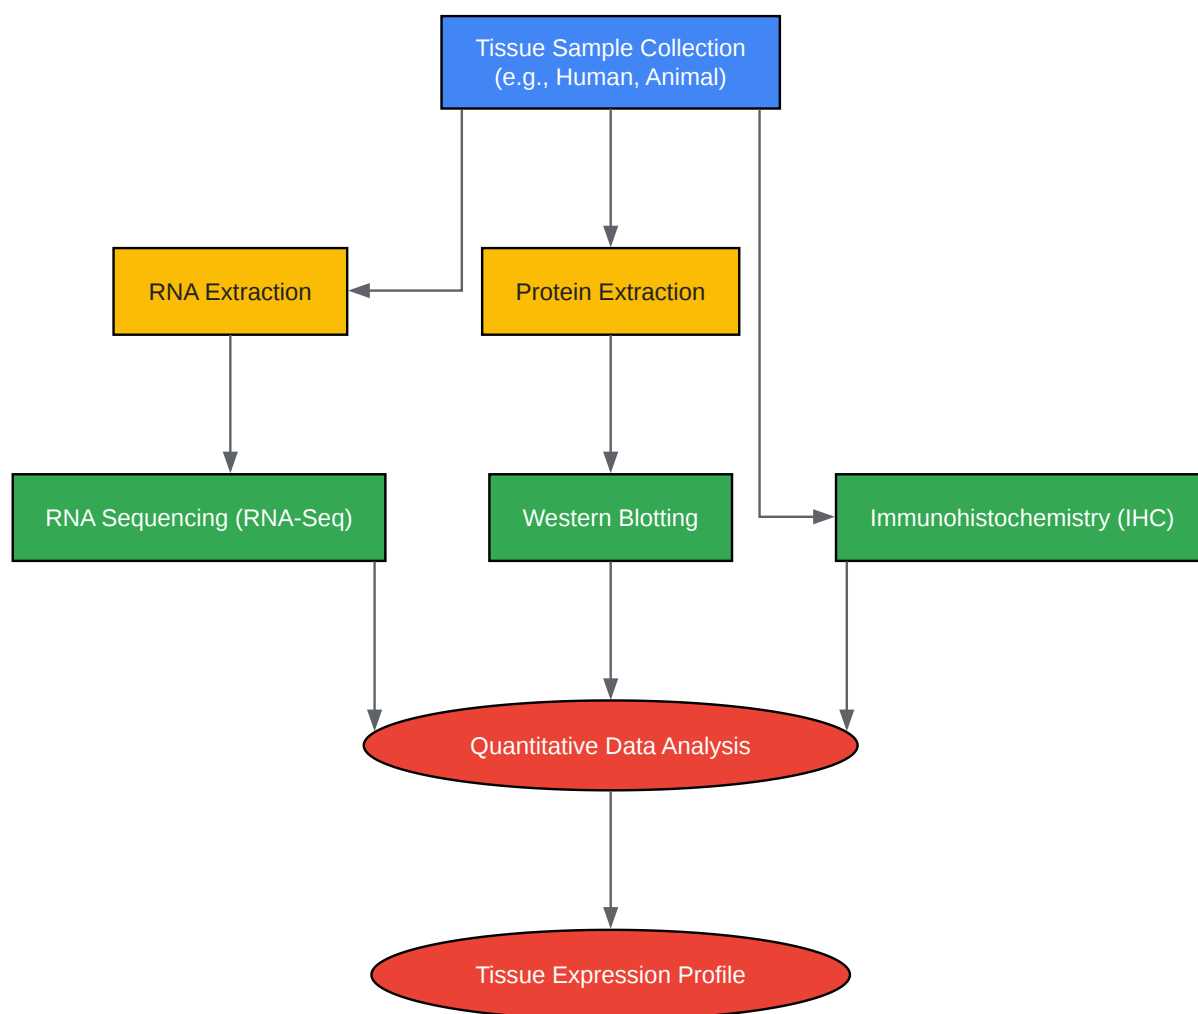 Tissue Sample Collection
(e.g., Human, Animal)
RNA Extraction
Protein Extraction
RNA Sequencing (RNA-Seq)
Western Blotting
Immunohistochemistry (IHC)
Quantitative Data Analysis
Tissue Expression Profile